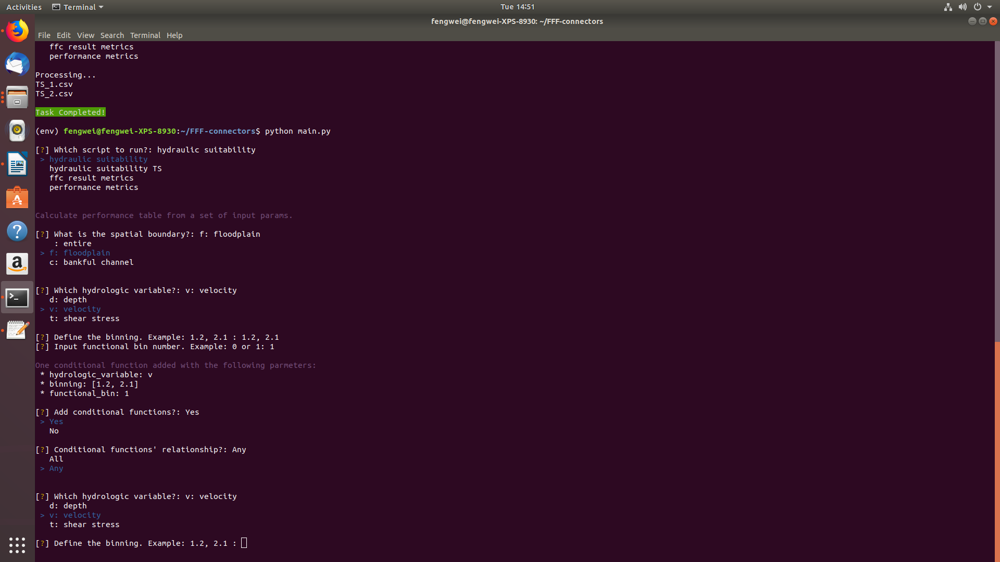 Activities Terminal Tue 14:51
fengwei@fengwei-XPS-8930: ~/FFF-connectors
File Edit View Search Terminal Help
ffc result metrics
performance metrics
Processing...
TS_1.csv
TS_2.csv
Task Completed!
(env) fengwei@fengwei-XPS-8930:~/FFF-connectors$ python main.py
[?] Which script to run?: hydraulic suitability
> hydraulic suitability
hydraulic suitability TS
ffc result metrics
performance metrics
Calculate performance table from a set of input params.
[?] What is the spatial boundary?: f: floodplain
: entire
> f: floodplain
c: bankful channel
[?] Which hydrologic variable?: v: velocity
d: depth
> v: velocity
t: shear stress
[?] Define the binning. Example: 1.2, 2.1 : 1.2, 2.1
[?] Input functional bin number. Example: 0 or 1: 1
One conditional function added with the following parmeters:
* hydrologic_variable: v
* binning: [1.2, 2.1]
* functional_bin: 1
[?] Add conditional functions?: Yes
> Yes
No
[?] Conditional functions' relationship?: Any
All
> Any
[?] Which hydrologic variable?: v: velocity
d: depth
> v: velocity
t: shear stress
[?] Define the binning. Example: 1.2, 2.1 :